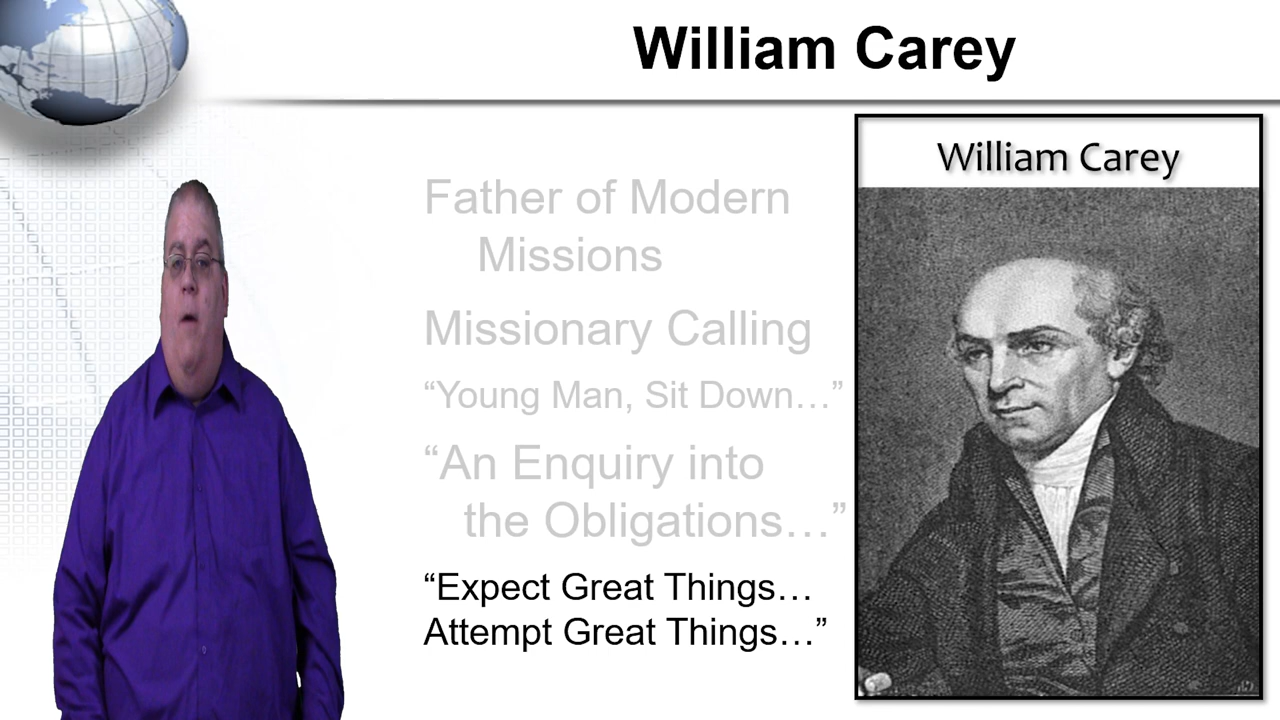 William Carey
William Carey
Father of Modern
Missions
Missionary Calling
“Young Man, Sit Down…”
“An Enquiry into
the Obligations…”
“Expect Great Things…
Attempt Great Things…”